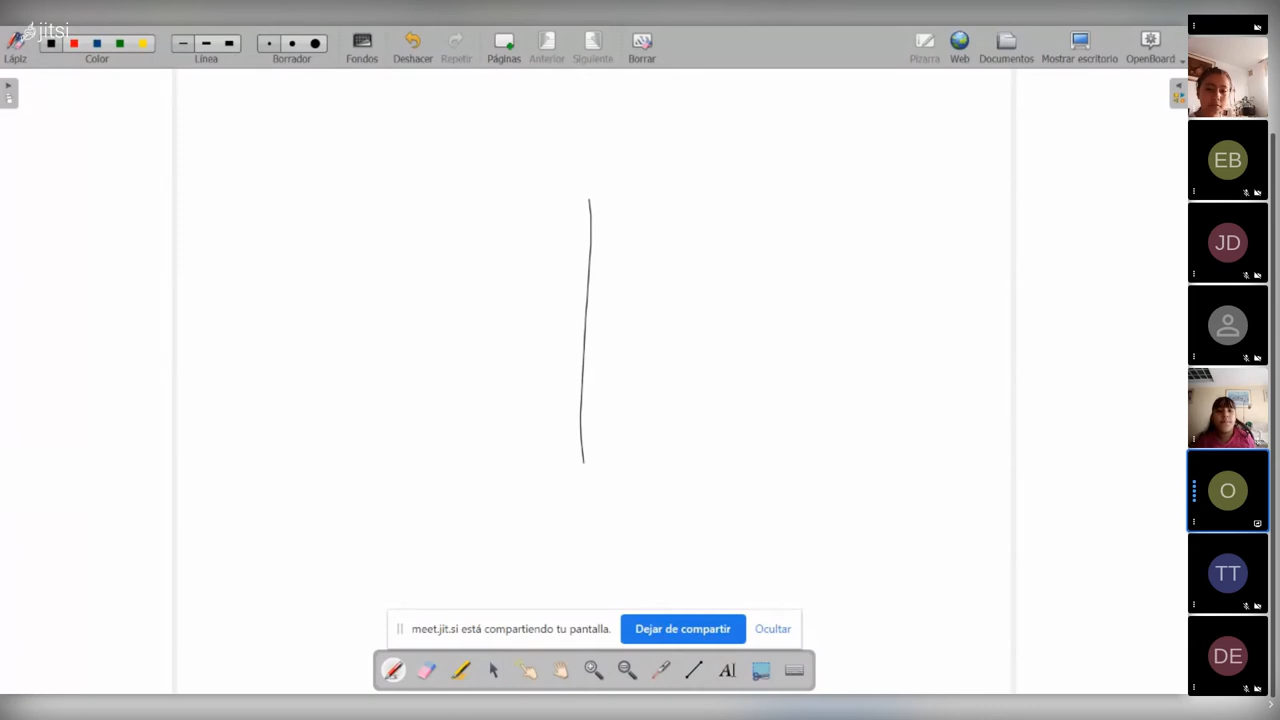 jitsi
Lápiz Color Línea Borrador Fondos Deshacer Repetir Páginas Anterior Siguiente Borrar Pizarra Web Documentos Mostrar escritorio OpenBoard
EB
JD
O
TT
DE
meet.jit.si está compartiendo tu pantalla. Dejar de compartir Ocultar
AI